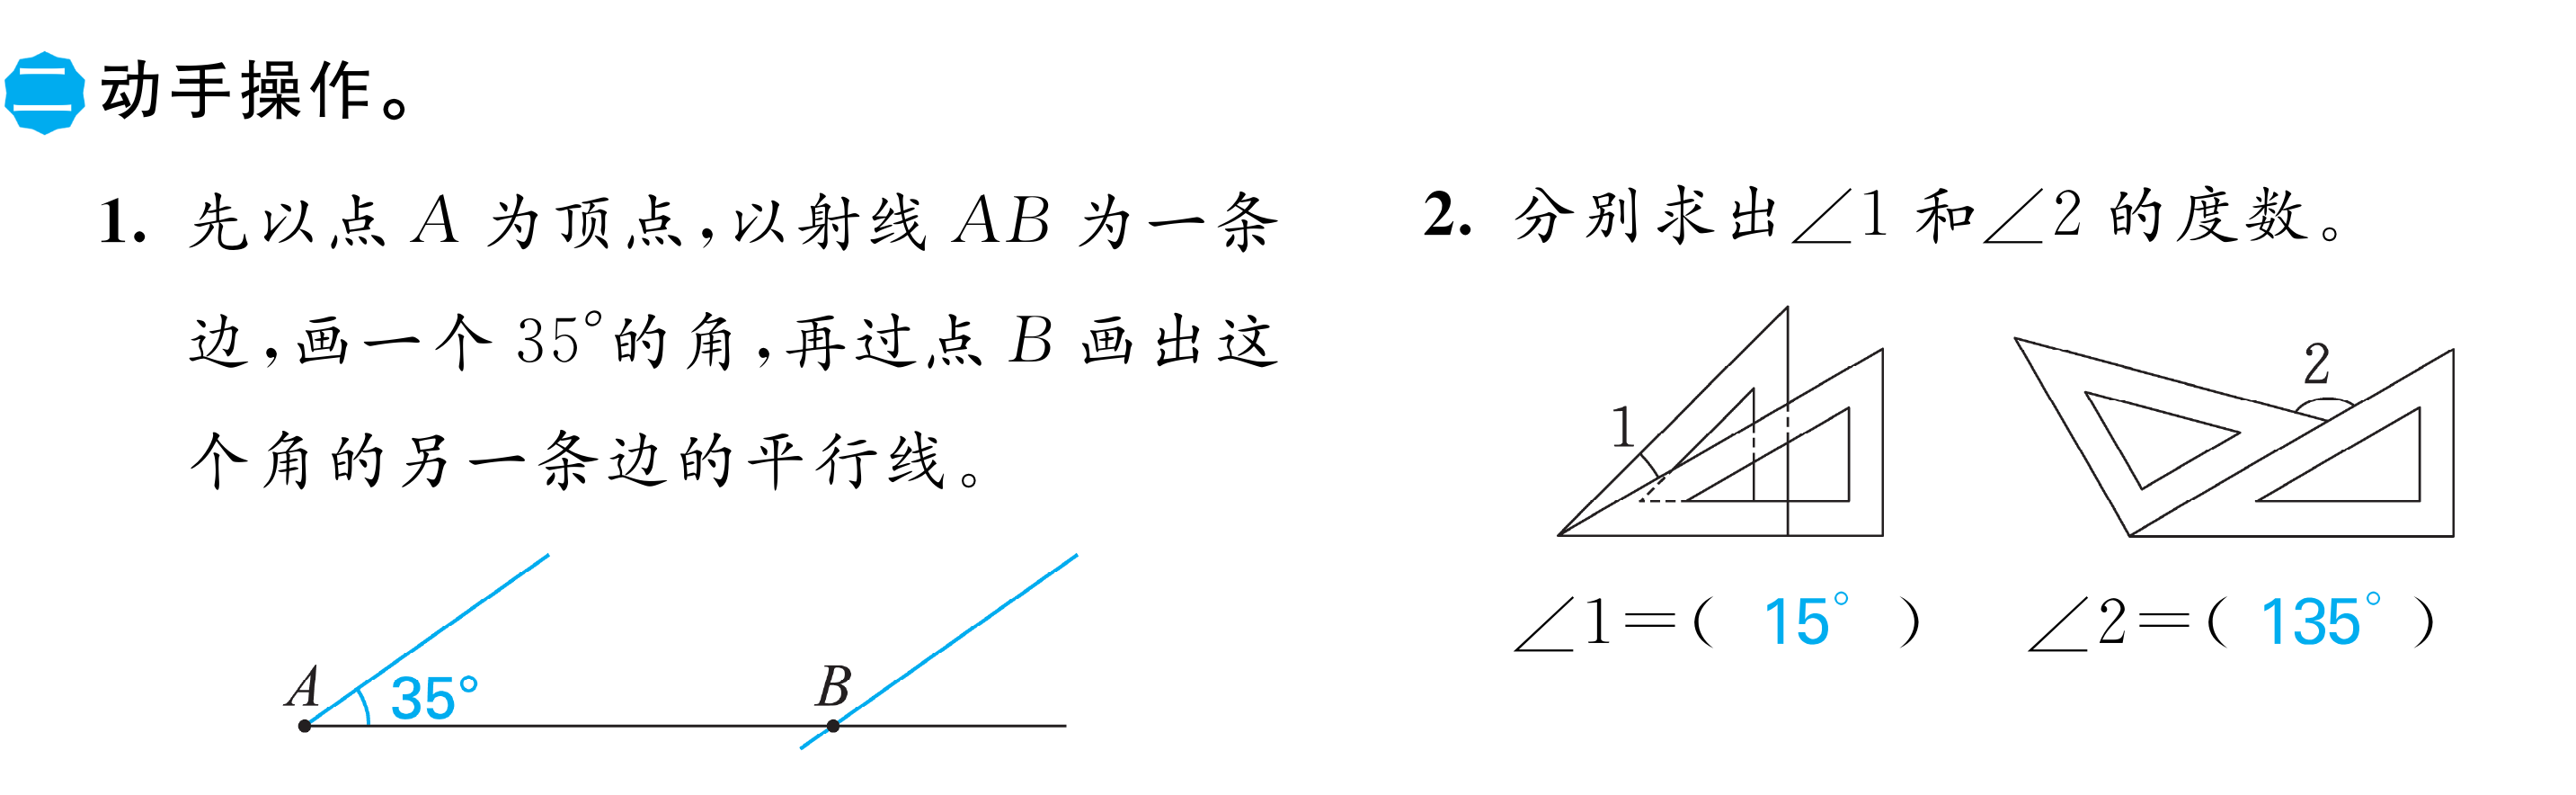 二 动手操作。
1. 先以点 A 为顶点,以射线 AB 为一条
边,画一个 35°的角,再过点 B 画出这
个角的另一条边的平行线。
A 35° B
2. 分别求出∠1 和∠2 的度数。
1 2
∠1=( 15° ) ∠2=( 135° )